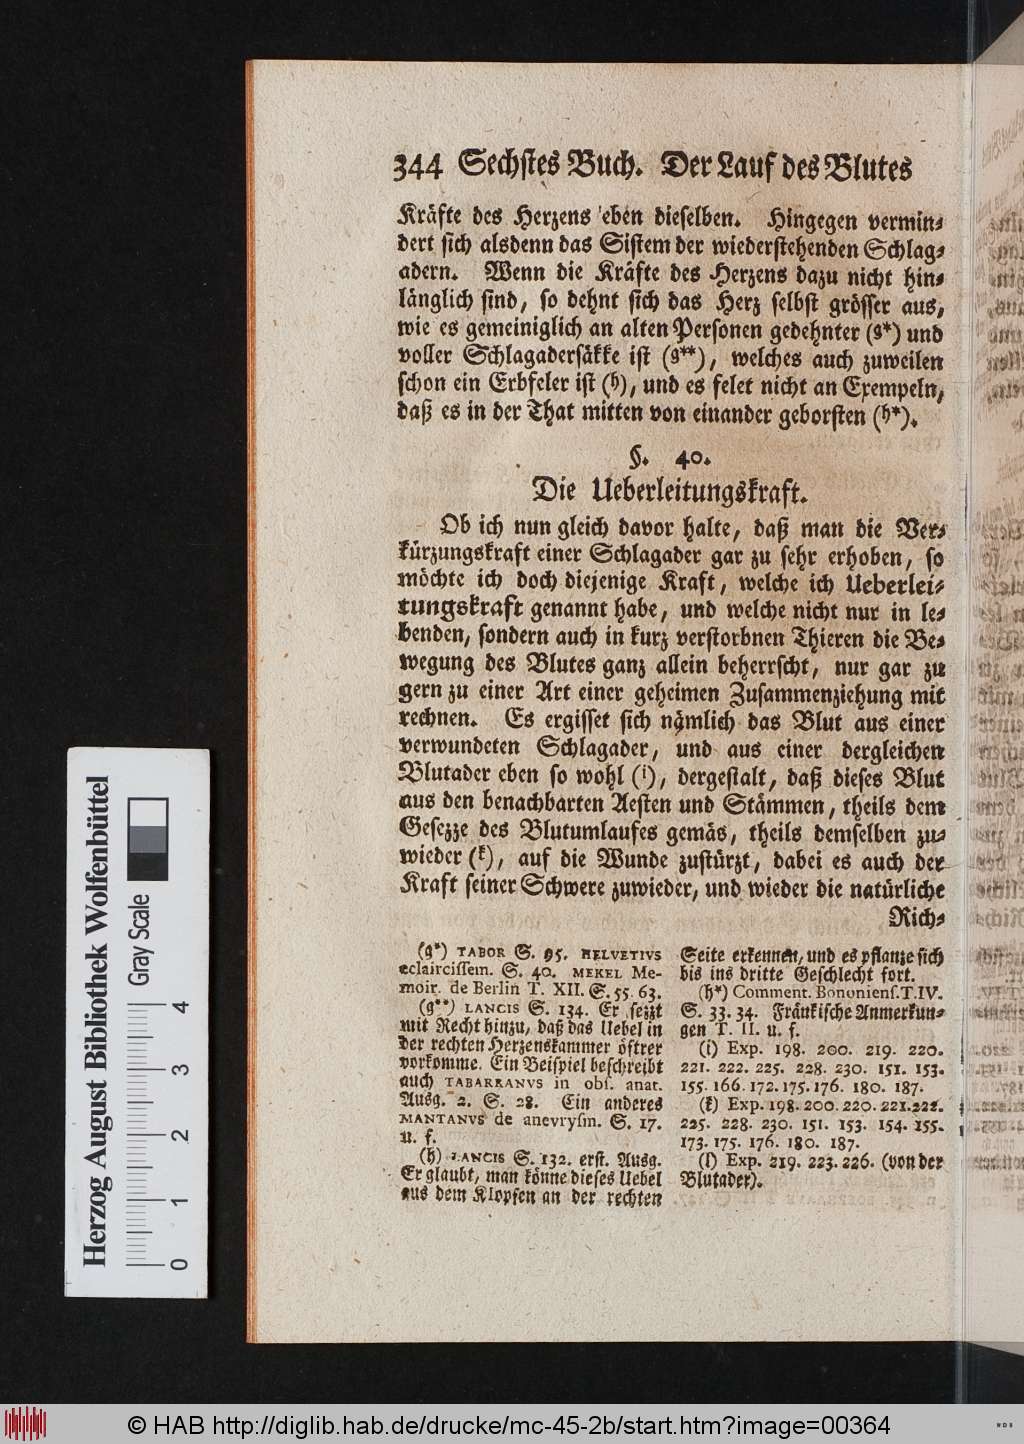 344 Sechstes Buch. Der Lauf des Blutes
Kräfte des Herzens eben dieselben. Hingegen vermin-
dert sich alsdenn das Sistem der wiederstehenden Schlag-
adern. Wenn die Kräfte des Herzens dazu nicht hin-
länglich sind, so dehnt sich das Herz selbst grösser aus,
wie es gemeiniglich an alten Personen gedehnter (g*) und
voller Schlagadersäkke ist (g**), welches auch zuweilen
schon ein Erbfeler ist (h), und es felet nicht an Exempeln,
daß es in der That mitten von einander geborsten (h*).
§. 40.
Die Ueberleitungskraft.
Ob ich nun gleich davor halte, daß man die Ver-
kürzungskraft einer Schlagader gar zu sehr erhoben, so
möchte ich doch diejenige Kraft, welche ich Ueberlei-
tungskraft genannt habe, und welche nicht nur in le-
benden, sondern auch in kurz verstorbnen Thieren die Be-
wegung des Blutes ganz allein beherrscht, nur gar zu
gern zu einer Art einer geheimen Zusammenziehung mit
rechnen. Es ergisset sich nämlich das Blut aus einer
verwundeten Schlagader, und aus einer dergleichen
Blutader eben so wohl (i), dergestalt, daß dieses Blut
aus den benachbarten Aesten und Stämmen, theils dem
Gesezze des Blutumlaufes gemäs, theils demselben zu-
wieder (k), auf die Wunde zustürzt, dabei es auch der
Kraft seiner Schwere zuwieder, und wieder die natürliche
Rich-
(g*) TABOR S. 95. HELVETIVS
eclaircissem. S. 40. MEKEL Me-
moir. de Berlin T. XII. S. 55. 63.
(g**) LANCIS S. 134. Er sezzt
mit Recht hinzu, daß das Uebel in
der rechten Herzenskammer öftrer
vorkomme. Ein Beispiel beschreibt
auch TABARRANVS in obs. anat.
Ausg. 2. S. 28. Ein anderes
MANTANVS de anevrysm. S. 17.
u. f.
(h) LANCIS S. 132. erst. Ausg.
Er glaubt, man könne dieses Uebel
aus dem Klopfen an der rechten
Seite erkennen, und es pflanze sich
bis ins dritte Geschlecht fort.
(h*) Comment. Bononiens. T. IV.
S. 33. 34. Fränkische Anmerkun-
gen T. II. u. f.
(i) Exp. 198. 200. 219. 220.
221. 222. 225. 228. 230. 151. 153.
155. 166. 172. 175. 176. 180. 187.
(k) Exp. 198. 200. 220. 221. 222.
225. 228. 230. 151. 153. 154. 155.
173. 175. 176. 180. 187.
(l) Exp. 219. 223. 226. (von der
Blutader).
Herzog August Bibliothek Wolfenbüttel
Gray Scale
0 1 2 3 4
© HAB http://diglib.hab.de/drucke/mc-45-2b/start.htm?image=00364